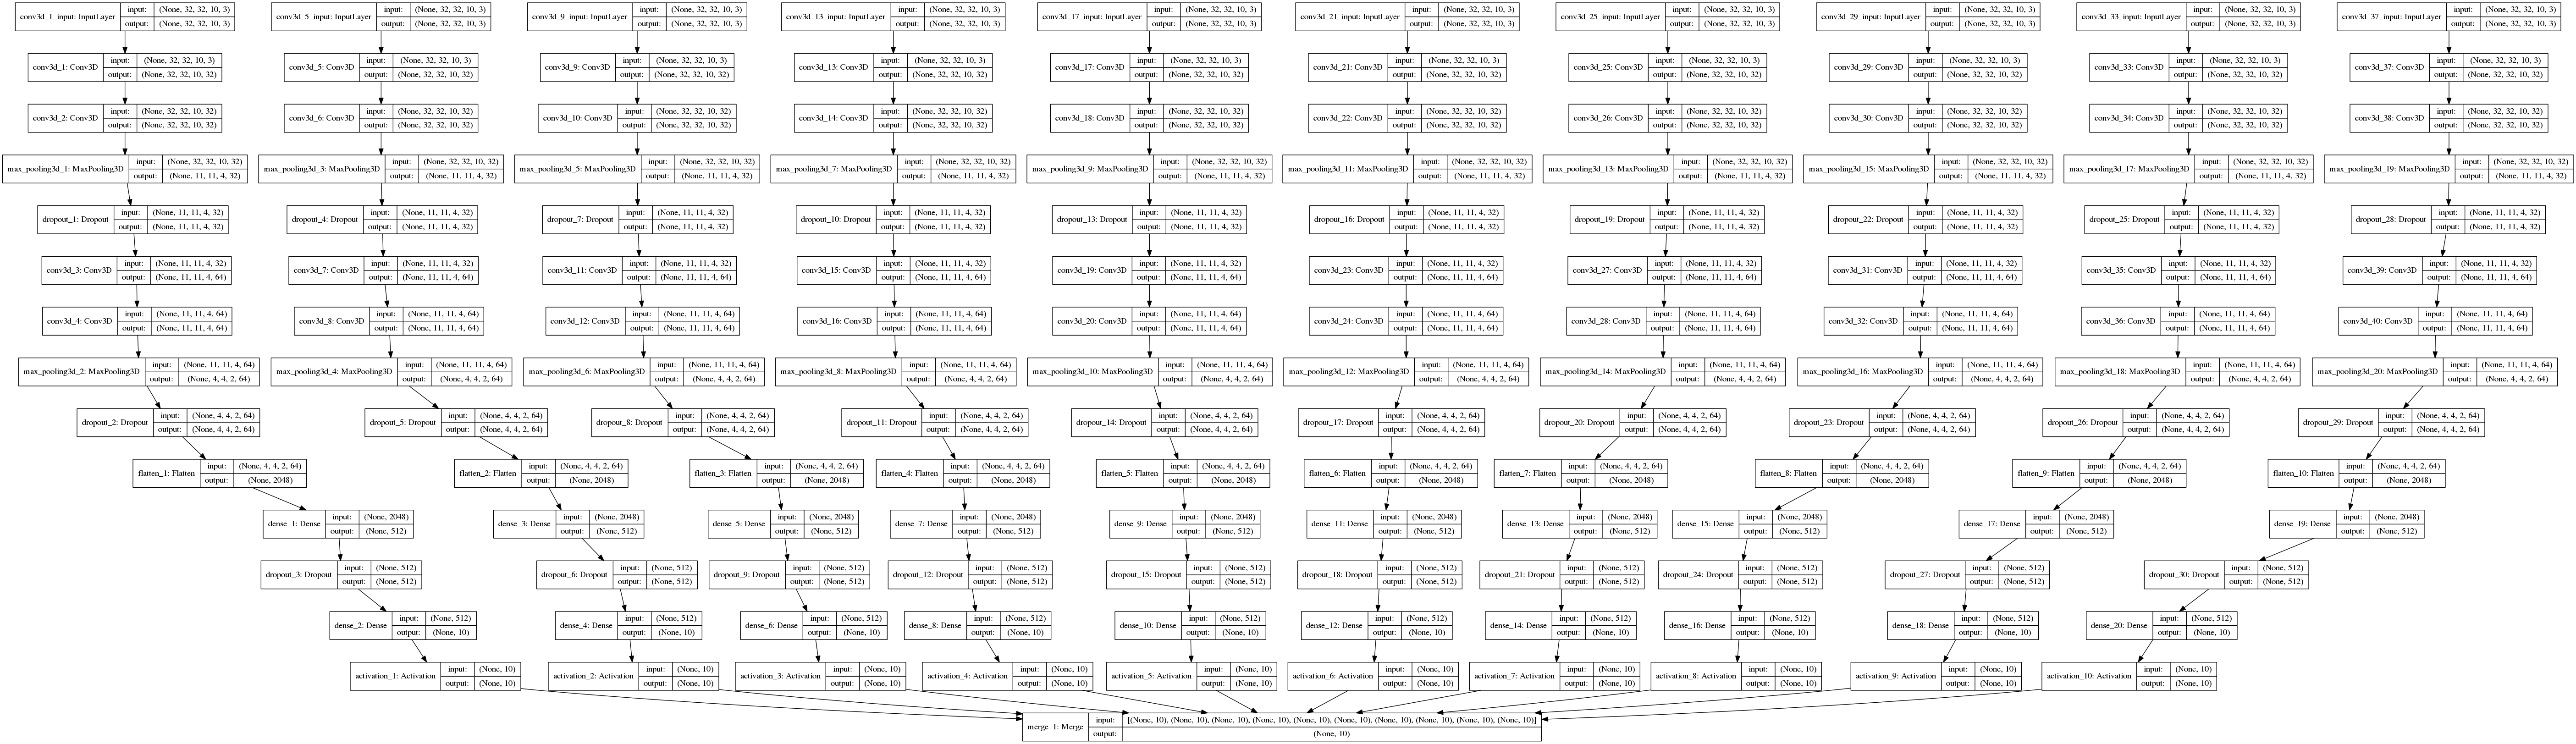 input: (None, 32, 32, 10, 3) input: (None, 32, 32, 10, 3) input: (None, 32, 32, 10, 3) input: (None, 32, 32, 10, 3) input: (None, 32, 32, 10, 3) input: (None, 32, 32, 10, 3) input: (None, 32, 32, 10, 3) input: (None, 32, 32, 10, 3) input: (None, 32, 32, 10, 3) input: (None, 32, 32, 10, 3)
conv3d_1_input: InputLayer conv3d_5_input: InputLayer conv3d_9_input: InputLayer conv3d_13_input: InputLayer conv3d_17_input: InputLayer conv3d_21_input: InputLayer conv3d_25_input: InputLayer conv3d_29_input: InputLayer conv3d_33_input: InputLayer conv3d_37_input: InputLayer
output: (None, 32, 32, 10, 3) output: (None, 32, 32, 10, 3) output: (None, 32, 32, 10, 3) output: (None, 32, 32, 10, 3) output: (None, 32, 32, 10, 3) output: (None, 32, 32, 10, 3) output: (None, 32, 32, 10, 3) output: (None, 32, 32, 10, 3) output: (None, 32, 32, 10, 3) output: (None, 32, 32, 10, 3)
input: (None, 32, 32, 10, 3) input: (None, 32, 32, 10, 3) input: (None, 32, 32, 10, 3) input: (None, 32, 32, 10, 3) input: (None, 32, 32, 10, 3) input: (None, 32, 32, 10, 3) input: (None, 32, 32, 10, 3) input: (None, 32, 32, 10, 3) input: (None, 32, 32, 10, 3) input: (None, 32, 32, 10, 3)
conv3d_1: Conv3D conv3d_5: Conv3D conv3d_9: Conv3D conv3d_13: Conv3D conv3d_17: Conv3D conv3d_21: Conv3D conv3d_25: Conv3D conv3d_29: Conv3D conv3d_33: Conv3D conv3d_37: Conv3D
output: (None, 32, 32, 10, 32) output: (None, 32, 32, 10, 32) output: (None, 32, 32, 10, 32) output: (None, 32, 32, 10, 32) output: (None, 32, 32, 10, 32) output: (None, 32, 32, 10, 32) output: (None, 32, 32, 10, 32) output: (None, 32, 32, 10, 32) output: (None, 32, 32, 10, 32) output: (None, 32, 32, 10, 32)
input: (None, 32, 32, 10, 32) input: (None, 32, 32, 10, 32) input: (None, 32, 32, 10, 32) input: (None, 32, 32, 10, 32) input: (None, 32, 32, 10, 32) input: (None, 32, 32, 10, 32) input: (None, 32, 32, 10, 32) input: (None, 32, 32, 10, 32) input: (None, 32, 32, 10, 32) input: (None, 32, 32, 10, 32)
conv3d_2: Conv3D conv3d_6: Conv3D conv3d_10: Conv3D conv3d_14: Conv3D conv3d_18: Conv3D conv3d_22: Conv3D conv3d_26: Conv3D conv3d_30: Conv3D conv3d_34: Conv3D conv3d_38: Conv3D
output: (None, 32, 32, 10, 32) output: (None, 32, 32, 10, 32) output: (None, 32, 32, 10, 32) output: (None, 32, 32, 10, 32) output: (None, 32, 32, 10, 32) output: (None, 32, 32, 10, 32) output: (None, 32, 32, 10, 32) output: (None, 32, 32, 10, 32) output: (None, 32, 32, 10, 32) output: (None, 32, 32, 10, 32)
input: (None, 32, 32, 10, 32) input: (None, 32, 32, 10, 32) input: (None, 32, 32, 10, 32) input: (None, 32, 32, 10, 32) input: (None, 32, 32, 10, 32) input: (None, 32, 32, 10, 32) input: (None, 32, 32, 10, 32) input: (None, 32, 32, 10, 32) input: (None, 32, 32, 10, 32) input: (None, 32, 32, 10, 32)
max_pooling3d_1: MaxPooling3D max_pooling3d_3: MaxPooling3D max_pooling3d_5: MaxPooling3D max_pooling3d_7: MaxPooling3D max_pooling3d_9: MaxPooling3D max_pooling3d_11: MaxPooling3D max_pooling3d_13: MaxPooling3D max_pooling3d_15: MaxPooling3D max_pooling3d_17: MaxPooling3D max_pooling3d_19: MaxPooling3D
output: (None, 11, 11, 4, 32) output: (None, 11, 11, 4, 32) output: (None, 11, 11, 4, 32) output: (None, 11, 11, 4, 32) output: (None, 11, 11, 4, 32) output: (None, 11, 11, 4, 32) output: (None, 11, 11, 4, 32) output: (None, 11, 11, 4, 32) output: (None, 11, 11, 4, 32) output: (None, 11, 11, 4, 32)
input: (None, 11, 11, 4, 32) input: (None, 11, 11, 4, 32) input: (None, 11, 11, 4, 32) input: (None, 11, 11, 4, 32) input: (None, 11, 11, 4, 32) input: (None, 11, 11, 4, 32) input: (None, 11, 11, 4, 32) input: (None, 11, 11, 4, 32) input: (None, 11, 11, 4, 32) input: (None, 11, 11, 4, 32)
dropout_1: Dropout dropout_4: Dropout dropout_7: Dropout dropout_10: Dropout dropout_13: Dropout dropout_16: Dropout dropout_19: Dropout dropout_22: Dropout dropout_25: Dropout dropout_28: Dropout
output: (None, 11, 11, 4, 32) output: (None, 11, 11, 4, 32) output: (None, 11, 11, 4, 32) output: (None, 11, 11, 4, 32) output: (None, 11, 11, 4, 32) output: (None, 11, 11, 4, 32) output: (None, 11, 11, 4, 32) output: (None, 11, 11, 4, 32) output: (None, 11, 11, 4, 32) output: (None, 11, 11, 4, 32)
input: (None, 11, 11, 4, 32) input: (None, 11, 11, 4, 32) input: (None, 11, 11, 4, 32) input: (None, 11, 11, 4, 32) input: (None, 11, 11, 4, 32) input: (None, 11, 11, 4, 32) input: (None, 11, 11, 4, 32) input: (None, 11, 11, 4, 32) input: (None, 11, 11, 4, 32) input: (None, 11, 11, 4, 32)
conv3d_3: Conv3D conv3d_7: Conv3D conv3d_11: Conv3D conv3d_15: Conv3D conv3d_19: Conv3D conv3d_23: Conv3D conv3d_27: Conv3D conv3d_31: Conv3D conv3d_35: Conv3D conv3d_39: Conv3D
output: (None, 11, 11, 4, 64) output: (None, 11, 11, 4, 64) output: (None, 11, 11, 4, 64) output: (None, 11, 11, 4, 64) output: (None, 11, 11, 4, 64) output: (None, 11, 11, 4, 64) output: (None, 11, 11, 4, 64) output: (None, 11, 11, 4, 64) output: (None, 11, 11, 4, 64) output: (None, 11, 11, 4, 64)
input: (None, 11, 11, 4, 64) input: (None, 11, 11, 4, 64) input: (None, 11, 11, 4, 64) input: (None, 11, 11, 4, 64) input: (None, 11, 11, 4, 64) input: (None, 11, 11, 4, 64) input: (None, 11, 11, 4, 64) input: (None, 11, 11, 4, 64) input: (None, 11, 11, 4, 64) input: (None, 11, 11, 4, 64)
conv3d_4: Conv3D conv3d_8: Conv3D conv3d_12: Conv3D conv3d_16: Conv3D conv3d_20: Conv3D conv3d_24: Conv3D conv3d_28: Conv3D conv3d_32: Conv3D conv3d_36: Conv3D conv3d_40: Conv3D
output: (None, 11, 11, 4, 64) output: (None, 11, 11, 4, 64) output: (None, 11, 11, 4, 64) output: (None, 11, 11, 4, 64) output: (None, 11, 11, 4, 64) output: (None, 11, 11, 4, 64) output: (None, 11, 11, 4, 64) output: (None, 11, 11, 4, 64) output: (None, 11, 11, 4, 64) output: (None, 11, 11, 4, 64)
input: (None, 11, 11, 4, 64) input: (None, 11, 11, 4, 64) input: (None, 11, 11, 4, 64) input: (None, 11, 11, 4, 64) input: (None, 11, 11, 4, 64) input: (None, 11, 11, 4, 64) input: (None, 11, 11, 4, 64) input: (None, 11, 11, 4, 64) input: (None, 11, 11, 4, 64) input: (None, 11, 11, 4, 64)
max_pooling3d_2: MaxPooling3D max_pooling3d_4: MaxPooling3D max_pooling3d_6: MaxPooling3D max_pooling3d_8: MaxPooling3D max_pooling3d_10: MaxPooling3D max_pooling3d_12: MaxPooling3D max_pooling3d_14: MaxPooling3D max_pooling3d_16: MaxPooling3D max_pooling3d_18: MaxPooling3D max_pooling3d_20: MaxPooling3D
output: (None, 4, 4, 2, 64) output: (None, 4, 4, 2, 64) output: (None, 4, 4, 2, 64) output: (None, 4, 4, 2, 64) output: (None, 4, 4, 2, 64) output: (None, 4, 4, 2, 64) output: (None, 4, 4, 2, 64) output: (None, 4, 4, 2, 64) output: (None, 4, 4, 2, 64) output: (None, 4, 4, 2, 64)
input: (None, 4, 4, 2, 64) input: (None, 4, 4, 2, 64) input: (None, 4, 4, 2, 64) input: (None, 4, 4, 2, 64) input: (None, 4, 4, 2, 64) input: (None, 4, 4, 2, 64) input: (None, 4, 4, 2, 64) input: (None, 4, 4, 2, 64) input: (None, 4, 4, 2, 64) input: (None, 4, 4, 2, 64)
dropout_2: Dropout dropout_5: Dropout dropout_8: Dropout dropout_11: Dropout dropout_14: Dropout dropout_17: Dropout dropout_20: Dropout dropout_23: Dropout dropout_26: Dropout dropout_29: Dropout
output: (None, 4, 4, 2, 64) output: (None, 4, 4, 2, 64) output: (None, 4, 4, 2, 64) output: (None, 4, 4, 2, 64) output: (None, 4, 4, 2, 64) output: (None, 4, 4, 2, 64) output: (None, 4, 4, 2, 64) output: (None, 4, 4, 2, 64) output: (None, 4, 4, 2, 64) output: (None, 4, 4, 2, 64)
input: (None, 4, 4, 2, 64) input: (None, 4, 4, 2, 64) input: (None, 4, 4, 2, 64) input: (None, 4, 4, 2, 64) input: (None, 4, 4, 2, 64) input: (None, 4, 4, 2, 64) input: (None, 4, 4, 2, 64) input: (None, 4, 4, 2, 64) input: (None, 4, 4, 2, 64) input: (None, 4, 4, 2, 64)
flatten_1: Flatten flatten_2: Flatten flatten_3: Flatten flatten_4: Flatten flatten_5: Flatten flatten_6: Flatten flatten_7: Flatten flatten_8: Flatten flatten_9: Flatten flatten_10: Flatten
output: (None, 2048) output: (None, 2048) output: (None, 2048) output: (None, 2048) output: (None, 2048) output: (None, 2048) output: (None, 2048) output: (None, 2048) output: (None, 2048) output: (None, 2048)
input: (None, 2048) input: (None, 2048) input: (None, 2048) input: (None, 2048) input: (None, 2048) input: (None, 2048) input: (None, 2048) input: (None, 2048) input: (None, 2048) input: (None, 2048)
dense_1: Dense dense_3: Dense dense_5: Dense dense_7: Dense dense_9: Dense dense_11: Dense dense_13: Dense dense_15: Dense dense_17: Dense dense_19: Dense
output: (None, 512) output: (None, 512) output: (None, 512) output: (None, 512) output: (None, 512) output: (None, 512) output: (None, 512) output: (None, 512) output: (None, 512) output: (None, 512)
input: (None, 512) input: (None, 512) input: (None, 512) input: (None, 512) input: (None, 512) input: (None, 512) input: (None, 512) input: (None, 512) input: (None, 512) input: (None, 512)
dropout_3: Dropout dropout_6: Dropout dropout_9: Dropout dropout_12: Dropout dropout_15: Dropout dropout_18: Dropout dropout_21: Dropout dropout_24: Dropout dropout_27: Dropout dropout_30: Dropout
output: (None, 512) output: (None, 512) output: (None, 512) output: (None, 512) output: (None, 512) output: (None, 512) output: (None, 512) output: (None, 512) output: (None, 512) output: (None, 512)
input: (None, 512) input: (None, 512) input: (None, 512) input: (None, 512) input: (None, 512) input: (None, 512) input: (None, 512) input: (None, 512) input: (None, 512) input: (None, 512)
dense_2: Dense dense_4: Dense dense_6: Dense dense_8: Dense dense_10: Dense dense_12: Dense dense_14: Dense dense_16: Dense dense_18: Dense dense_20: Dense
output: (None, 10) output: (None, 10) output: (None, 10) output: (None, 10) output: (None, 10) output: (None, 10) output: (None, 10) output: (None, 10) output: (None, 10) output: (None, 10)
input: (None, 10) input: (None, 10) input: (None, 10) input: (None, 10) input: (None, 10) input: (None, 10) input: (None, 10) input: (None, 10) input: (None, 10) input: (None, 10)
activation_1: Activation activation_2: Activation activation_3: Activation activation_4: Activation activation_5: Activation activation_6: Activation activation_7: Activation activation_8: Activation activation_9: Activation activation_10: Activation
output: (None, 10) output: (None, 10) output: (None, 10) output: (None, 10) output: (None, 10) output: (None, 10) output: (None, 10) output: (None, 10) output: (None, 10) output: (None, 10)
input: [(None, 10), (None, 10), (None, 10), (None, 10), (None, 10), (None, 10), (None, 10), (None, 10), (None, 10), (None, 10)]
merge_1: Merge
output: (None, 10)